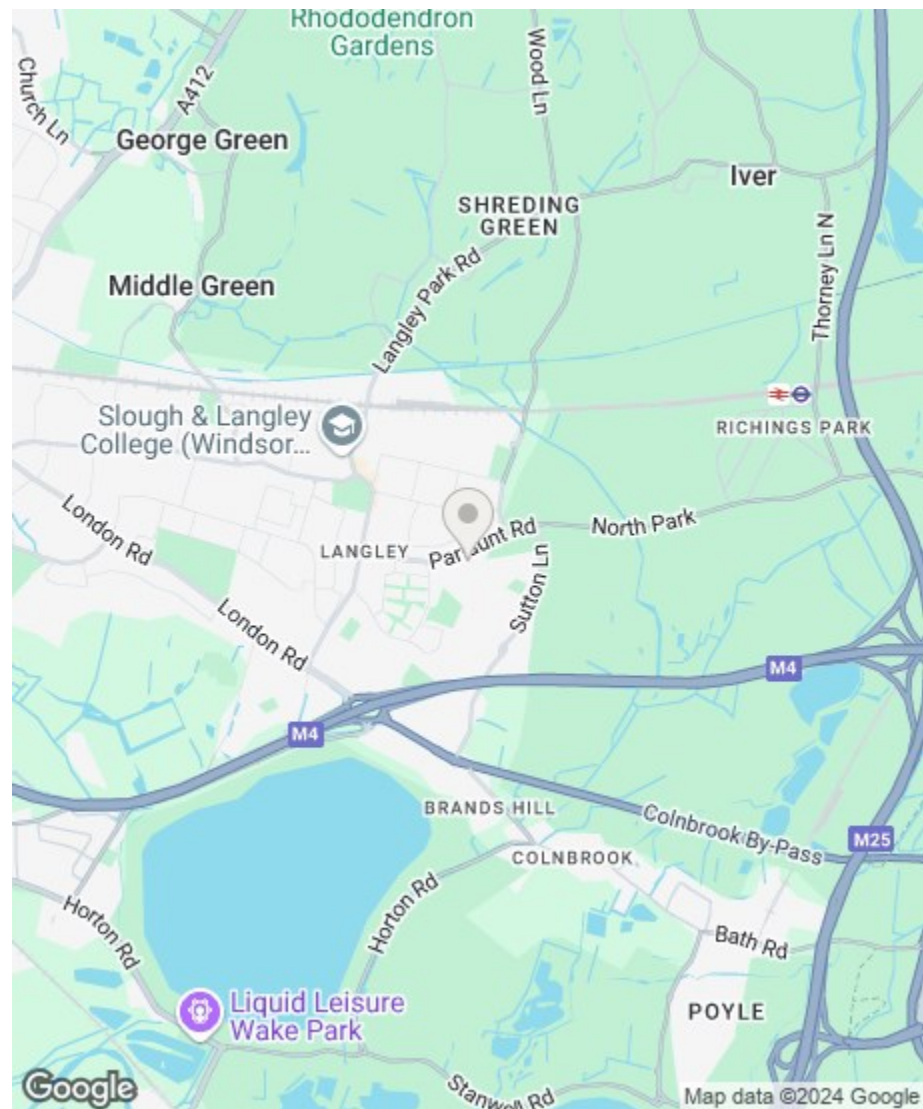 Rhododendron
Gardens
Wood Ln
Church Ln
A412
George Green
Iver
SHREDING
GREEN
Thorney Ln N
Langley Park Rd
Middle Green
Slough & Langley
College (Windsor...
RICHINGS PARK
London Rd
North Park
LANGLEY
Sutton Ln
London Rd
M4
M4
BRANDS HILL
Colnbrook By-Pass
M25
COLNBROOK
Horton Rd
Horton Rd
Bath Rd
Liquid Leisure
Wake Park
POYLE
Stanwell Rd
Google
Map data ©2024 Google